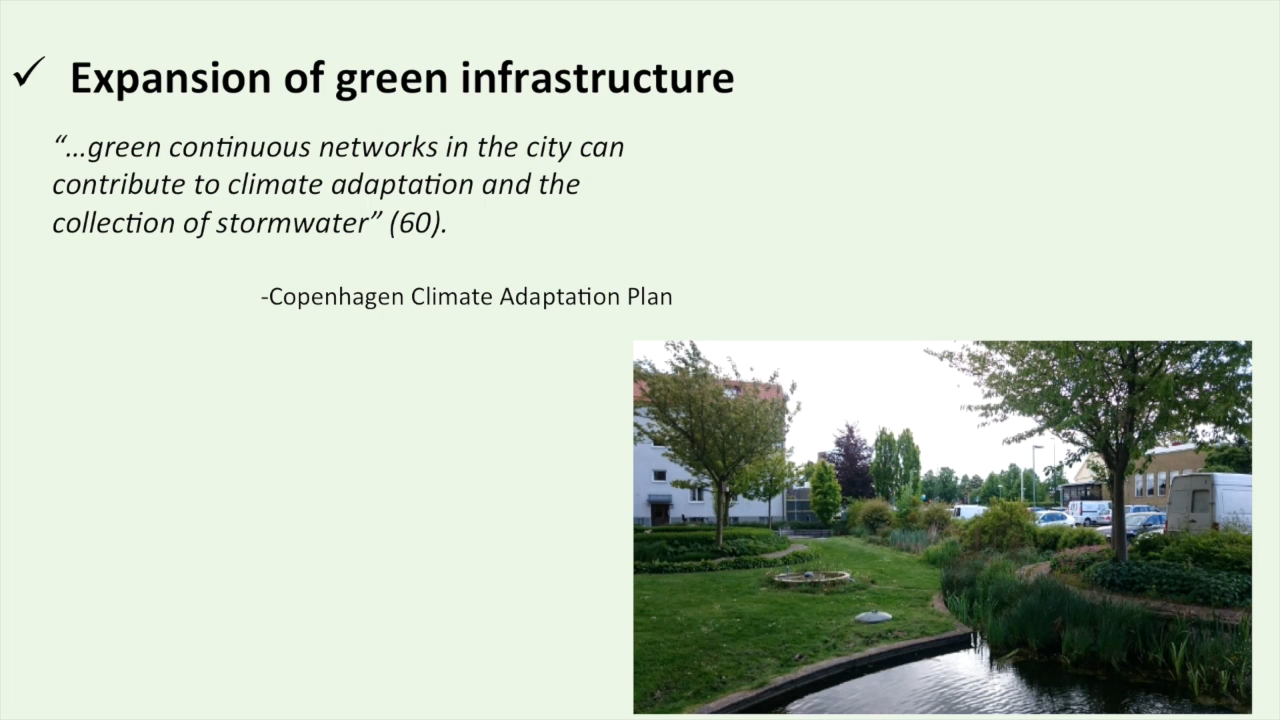 ✓ Expansion of green infrastructure
“...green continuous networks in the city can
contribute to climate adaptation and the
collection of stormwater” (60).
-Copenhagen Climate Adaptation Plan